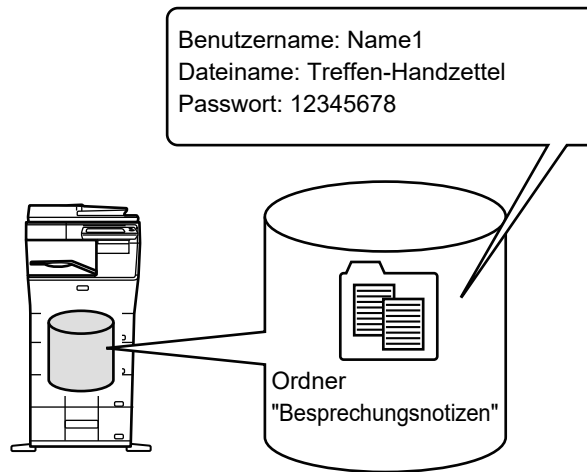 Benutzername: Name1
Dateiname: Treffen-Handzettel
Passwort: 12345678
Ordner
"Besprechungsnotizen"